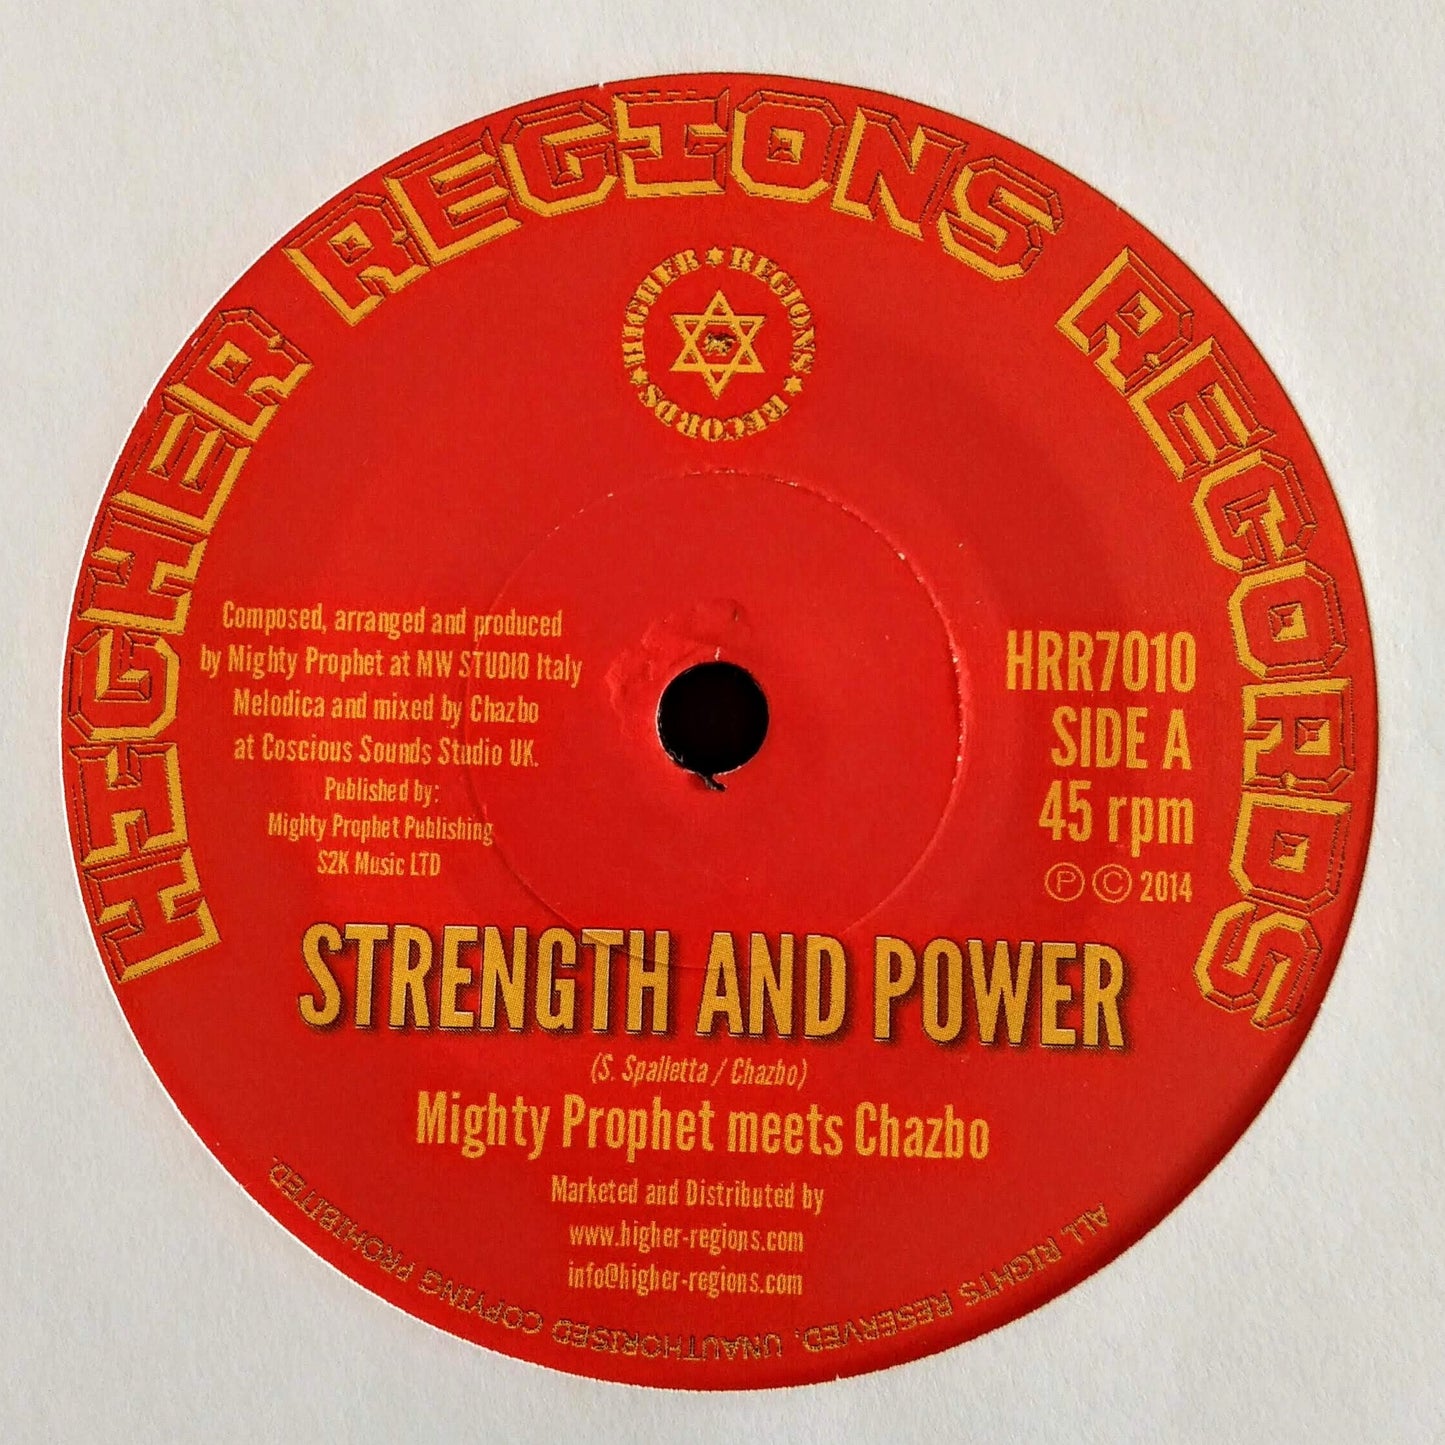 HIGHER REGIONS RECORDS
HIGHER ★ REGIONS ★ RECORDS ★
Composed, arranged and produced
by Mighty Prophet at MW STUDIO Italy
Melodica and mixed by Chazbo
at Coscious Sounds Studio UK.
Published by:
Mighty Prophet Publishing
S2K Music LTD
HRR7010
SIDE A
45 rpm
Ⓟ © 2014
STRENGTH AND POWER
(S. Spalletta / Chazbo)
Mighty Prophet meets Chazbo
Marketed and Distributed by
www.higher-regions.com
info@higher-regions.com
ALL RIGHTS RESERVED. UNAUTHORISED COPYING PROHIBITED.